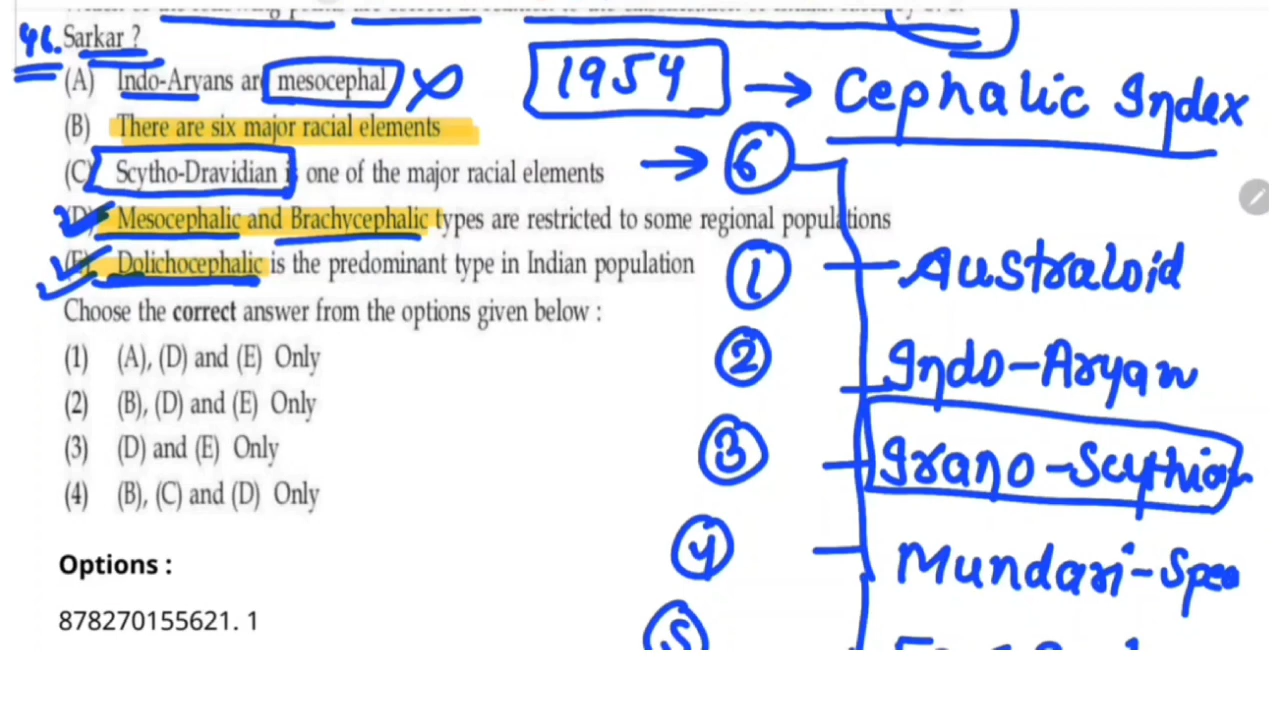 46. Sarkar ?
(A) Indo-Aryans are mesocephal
(B) There are six major racial elements
(C) Scytho-Dravidian is one of the major racial elements
(D) Mesocephalic and Brachycephalic types are restricted to some regional populations
(E) Dolichocephalic is the predominant type in Indian population
Choose the correct answer from the options given below :
(1) (A), (D) and (E) Only
(2) (B), (D) and (E) Only
(3) (D) and (E) Only
(4) (B), (C) and (D) Only
Options :
878270155621. 1
1954 → Cephalic Index
→ 6
1 Australoid
2 Indo-Aryan
3 Irano-Scythian
4 Mundari-Spea
5